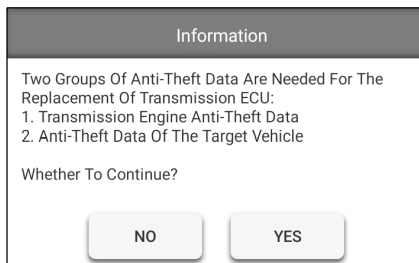 Information
Two Groups Of Anti-Theft Data Are Needed For The
Replacement Of Transmission ECU:
1. Transmission Engine Anti-Theft Data
2. Anti-Theft Data Of The Target Vehicle
Whether To Continue?
NO
YES